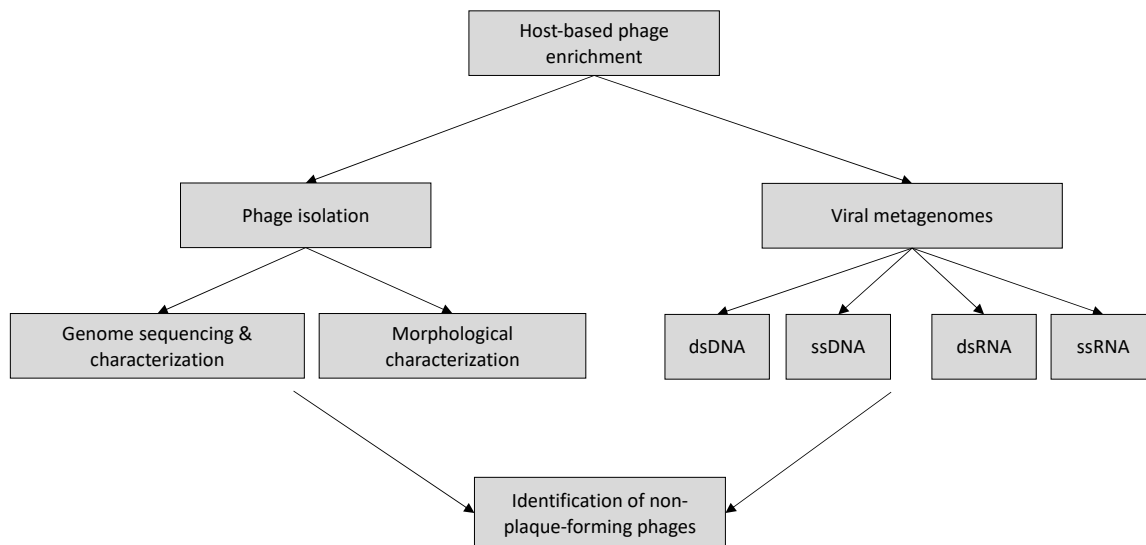 Host-based phage
enrichment
Phage isolation
Viral metagenomes
Genome sequencing &
characterization
Morphological
characterization
dsDNA
ssDNA
dsRNA
ssRNA
Identification of non-
plaque-forming phages